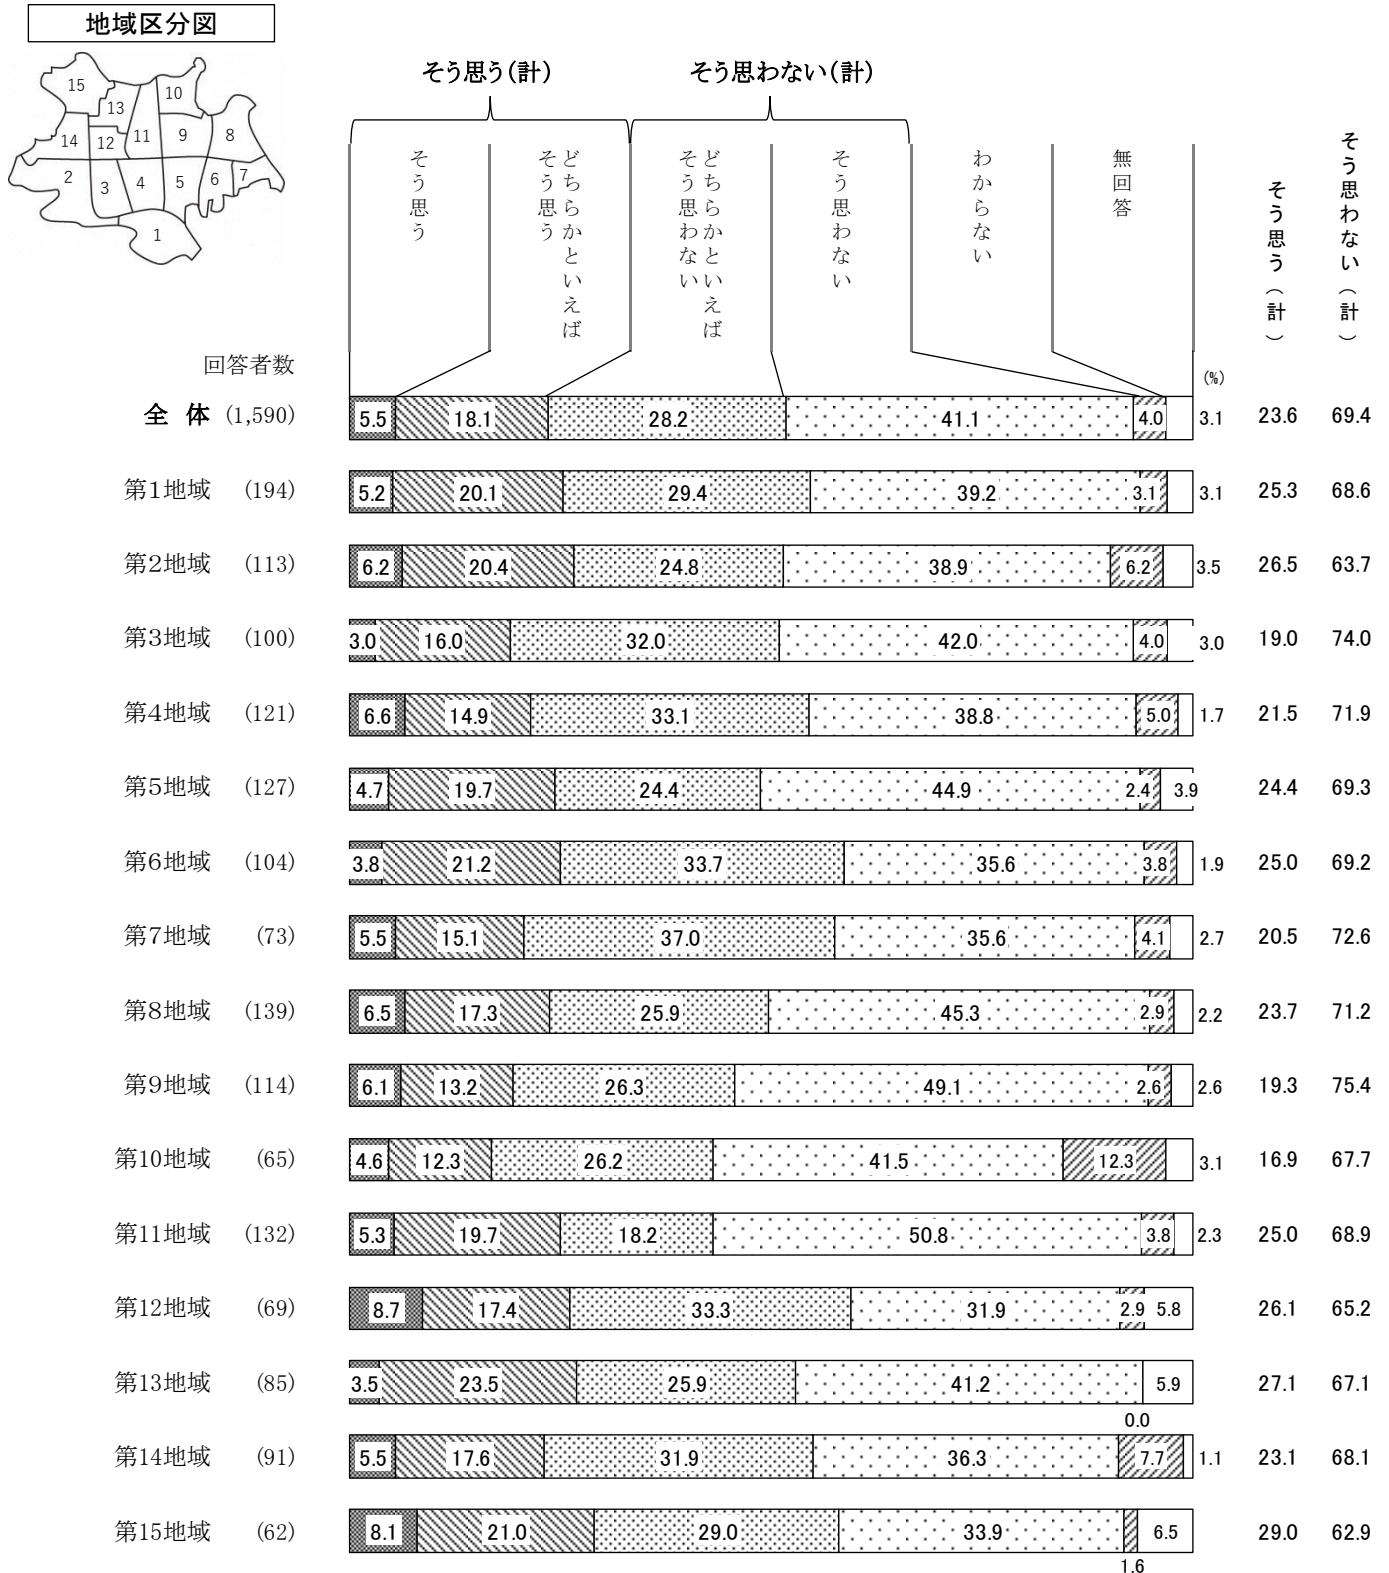 地域区分図
15
10
13
14
12
11
9
8
2
3
4
5
6
7
1
そう思う(計)
そう思わない(計)
そう思う
どちらかといえば
そう思う
どちらかといえば
そう思わない
そう思わない
わからない
無回答
そう思う(計)
そう思わない(計)
回答者数
(%)
全 体 (1,590) 5.5 18.1 28.2 41.1 4.0 3.1 23.6 69.4
第1地域 (194) 5.2 20.1 29.4 39.2 3.1 3.1 25.3 68.6
第2地域 (113) 6.2 20.4 24.8 38.9 6.2 3.5 26.5 63.7
第3地域 (100) 3.0 16.0 32.0 42.0 4.0 3.0 19.0 74.0
第4地域 (121) 6.6 14.9 33.1 38.8 5.0 1.7 21.5 71.9
第5地域 (127) 4.7 19.7 24.4 44.9 2.4 3.9 24.4 69.3
第6地域 (104) 3.8 21.2 33.7 35.6 3.8 1.9 25.0 69.2
第7地域 (73) 5.5 15.1 37.0 35.6 4.1 2.7 20.5 72.6
第8地域 (139) 6.5 17.3 25.9 45.3 2.9 2.2 23.7 71.2
第9地域 (114) 6.1 13.2 26.3 49.1 2.6 2.6 19.3 75.4
第10地域 (65) 4.6 12.3 26.2 41.5 12.3 3.1 16.9 67.7
第11地域 (132) 5.3 19.7 18.2 50.8 3.8 2.3 25.0 68.9
第12地域 (69) 8.7 17.4 33.3 31.9 2.9 5.8 26.1 65.2
第13地域 (85) 3.5 23.5 25.9 41.2 5.9 27.1 67.1
0.0
第14地域 (91) 5.5 17.6 31.9 36.3 7.7 1.1 23.1 68.1
第15地域 (62) 8.1 21.0 29.0 33.9 6.5 29.0 62.9
1.6